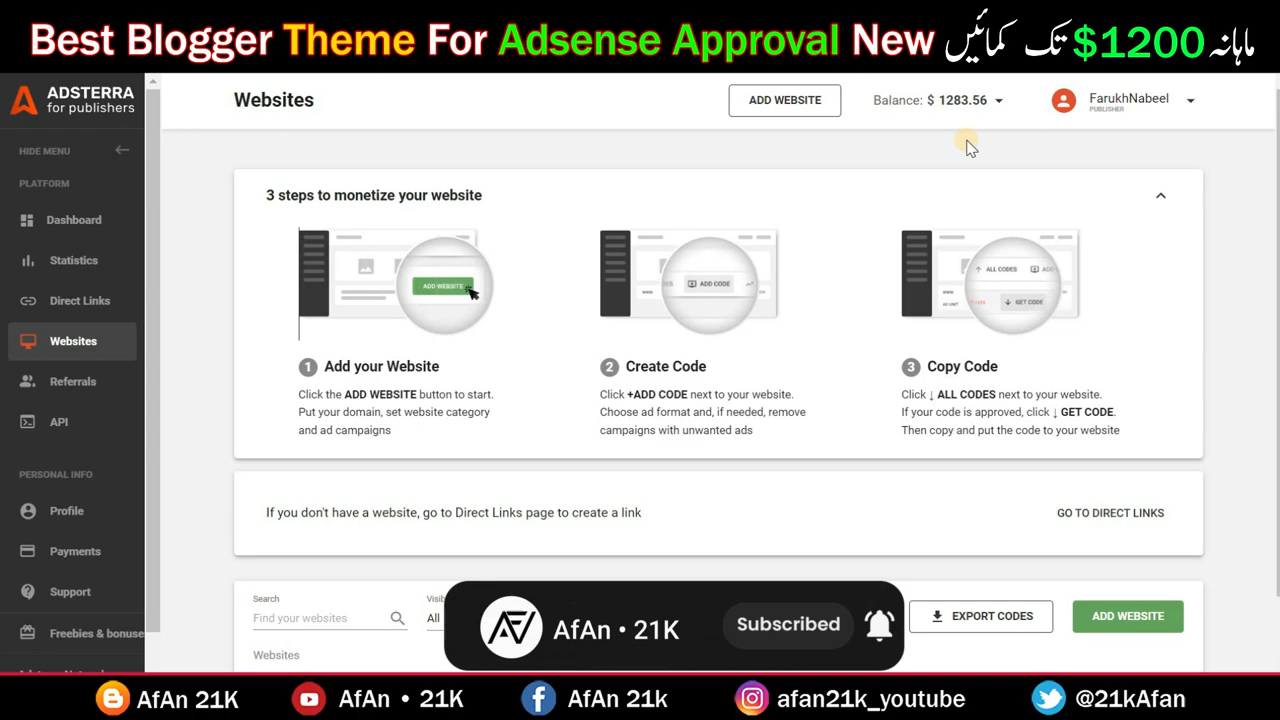 Best Blogger Theme For Adsense Approval New ماہانہ $1200 تک کمائیں
ADSTERRA
for publishers
Websites
ADD WEBSITE
Balance: $ 1283.56
FarukhNabeel
PUBLISHER
HIDE MENU
PLATFORM
Dashboard
Statistics
Direct Links
Websites
Referrals
API
PERSONAL INFO
Profile
Payments
Support
Freebies & bonuse
3 steps to monetize your website
ADD WEBSITE
ADD CODE
ALL CODES
GET CODE
1 Add your Website
Click the ADD WEBSITE button to start.
Put your domain, set website category
and ad campaigns
2 Create Code
Click +ADD CODE next to your website.
Choose ad format and, if needed, remove
campaigns with unwanted ads
3 Copy Code
Click ↓ ALL CODES next to your website.
If your code is approved, click ↓ GET CODE.
Then copy and put the code to your website
If you don't have a website, go to Direct Links page to create a link
GO TO DIRECT LINKS
Search
Find your websites
All
EXPORT CODES
ADD WEBSITE
Websites
AfAn • 21K
Subscribed
AfAn 21K
AfAn • 21K
AfAn 21k
afan21k_youtube
@21kAfan